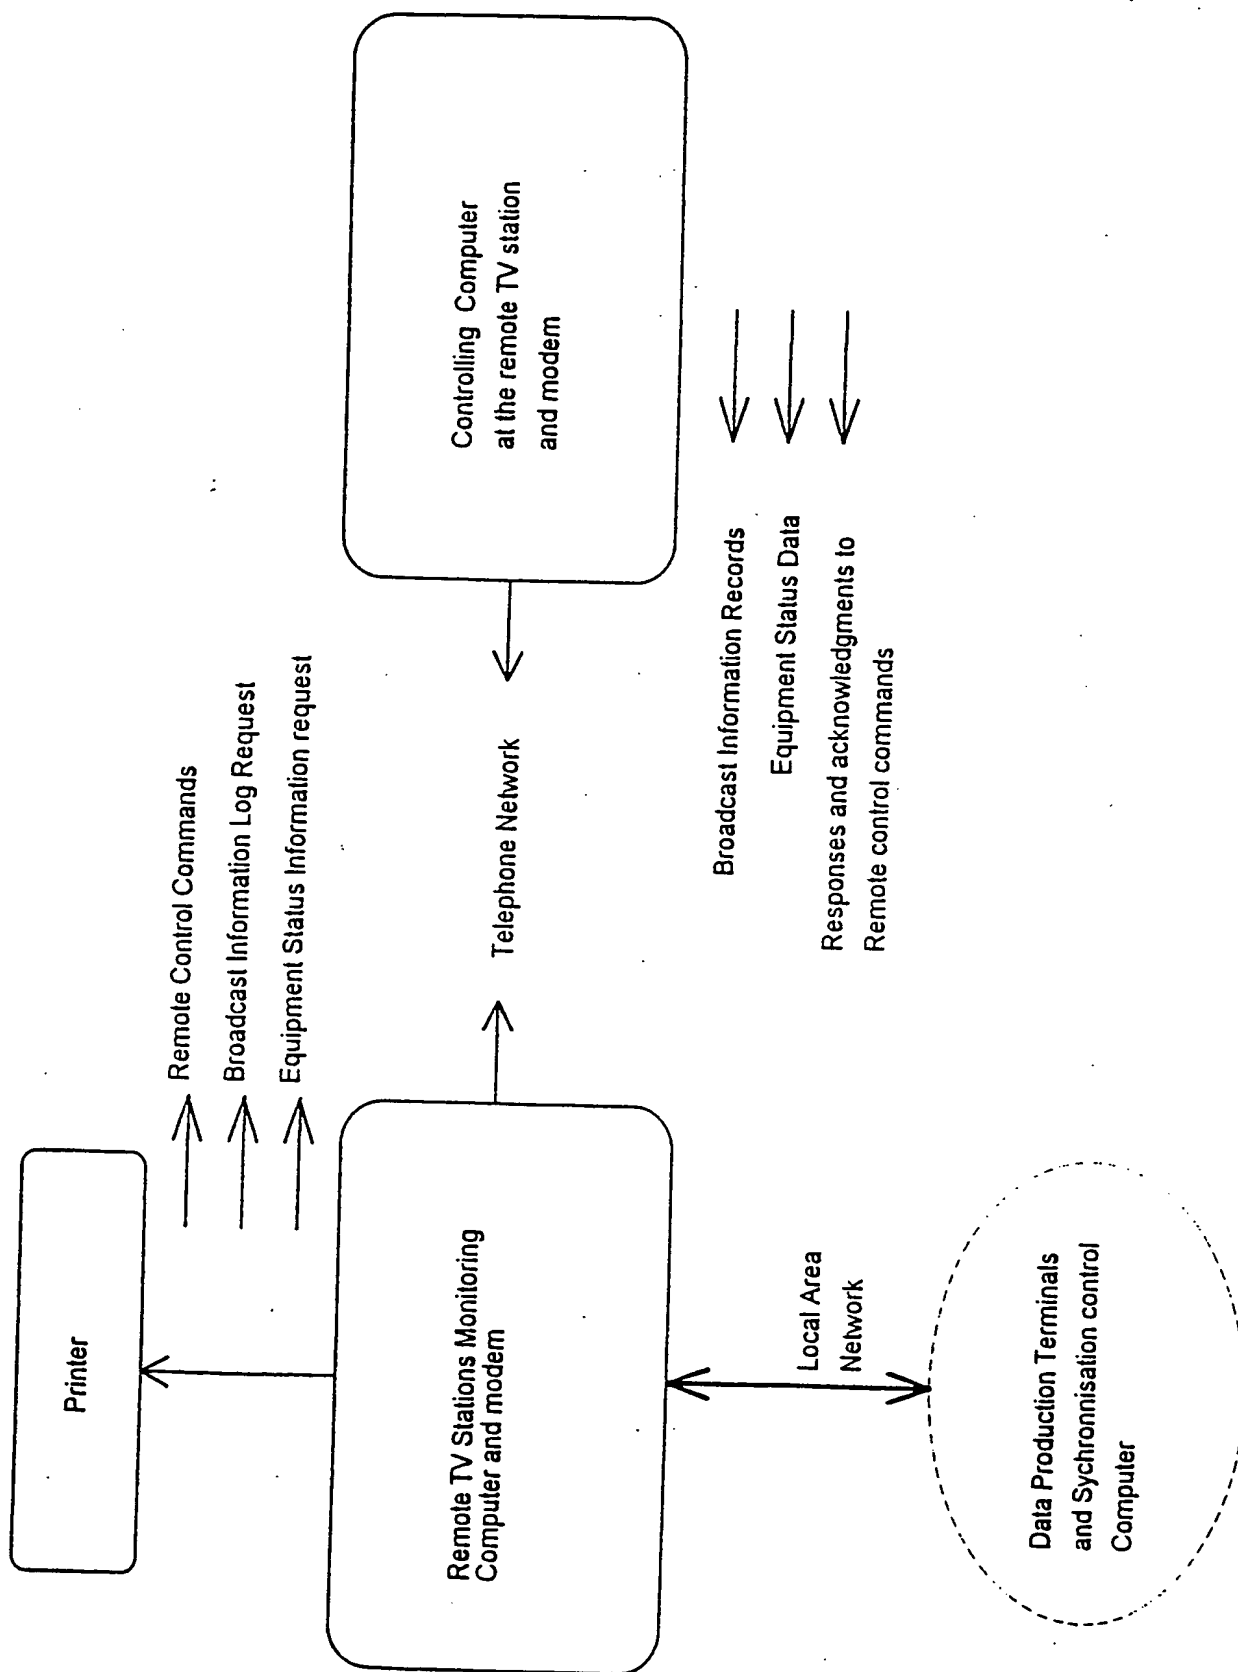 Printer
Remote Control Commands
Broadcast Information Log Request
Equipment Status Information request
Remote TV Stations Monitoring
Computer and modem
Telephone Network
Controlling Computer
at the remote TV station
and modem
Broadcast Information Records
Equipment Status Data
Responses and acknowledgments to
Remote control commands
Local Area
Network
Data Production Terminals
and Sychronnisation control
Computer